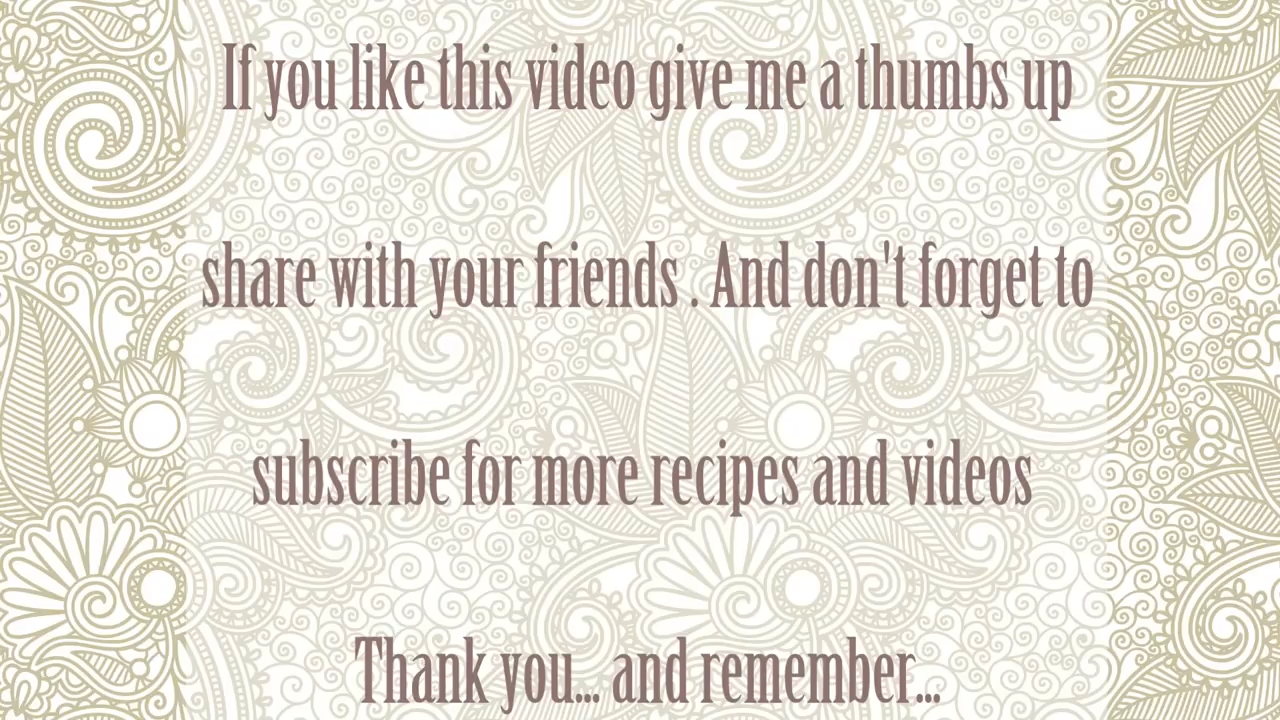 If you like this video give me a thumbs up
share with your friends . And don't forget to
subscribe for more recipes and videos
Thank you... and remember...